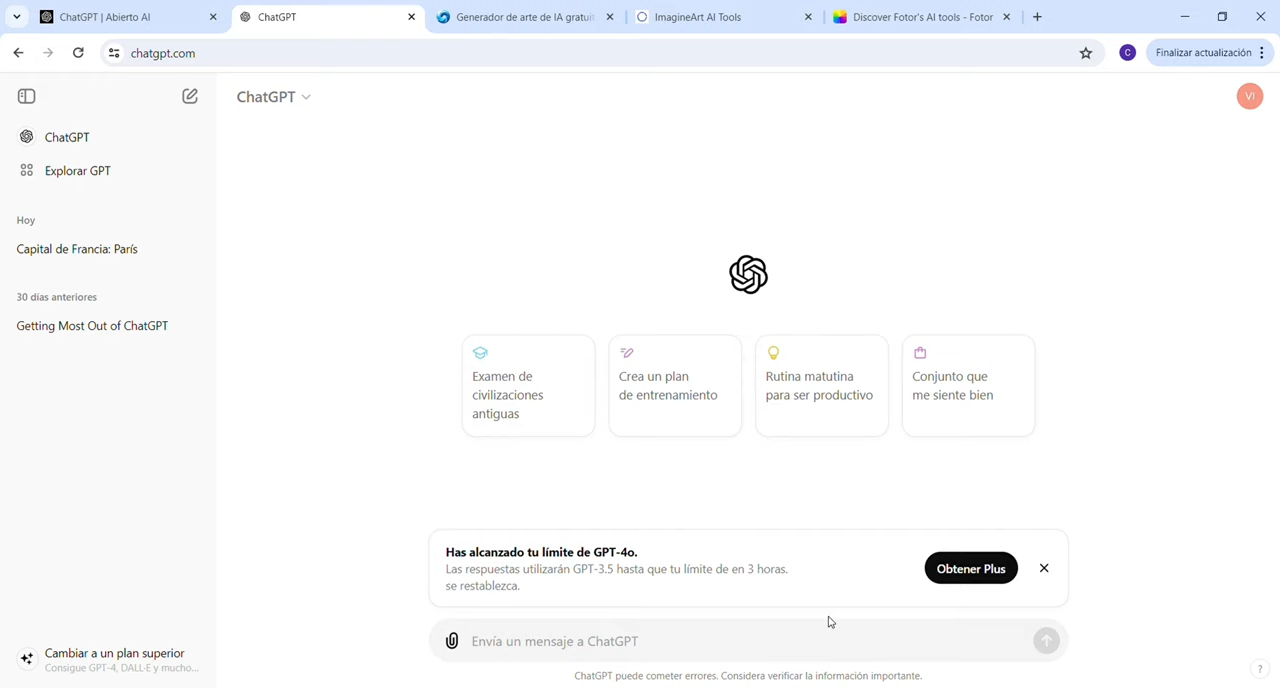 ChatGPT | Abierto AI
ChatGPT
Generador de arte de IA gratuit
ImagineArt AI Tools
Discover Fotor's AI tools - Fotor
chatgpt.com
C
Finalizar actualización
ChatGPT
VI
ChatGPT
Explorar GPT
Hoy
Capital de Francia: París
30 días anteriores
Getting Most Out of ChatGPT
Examen de
civilizaciones
antiguas
Crea un plan
de entrenamiento
Rutina matutina
para ser productivo
Conjunto que
me siente bien
Has alcanzado tu límite de GPT-4o.
Las respuestas utilizarán GPT-3.5 hasta que tu límite de en 3 horas.
se restablezca.
Obtener Plus
Envía un mensaje a ChatGPT
Cambiar a un plan superior
Consigue GPT-4, DALL·E y mucho...
ChatGPT puede cometer errores. Considera verificar la información importante.
?